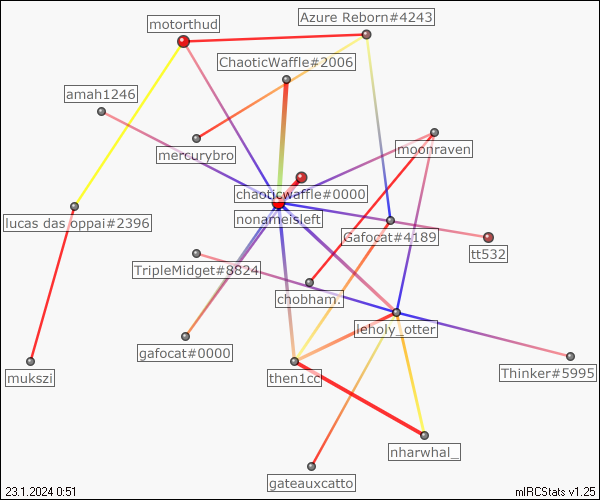 Azure Reborn#4243
motorthud
ChaoticWaffle#2006
amah1246
moonraven
mercurybro
chaoticwaffle#0000
nonameisleft
lucas das oppai#2396
Gafocat#4189
tt532
TripleMidget#8824
chobham.
leholy_otter
gafocat#0000
then1cc
Thinker#5995
mukszi
nharwhal_
gateauxcatto
23.1.2024 0:51
mIRCStats v1.25